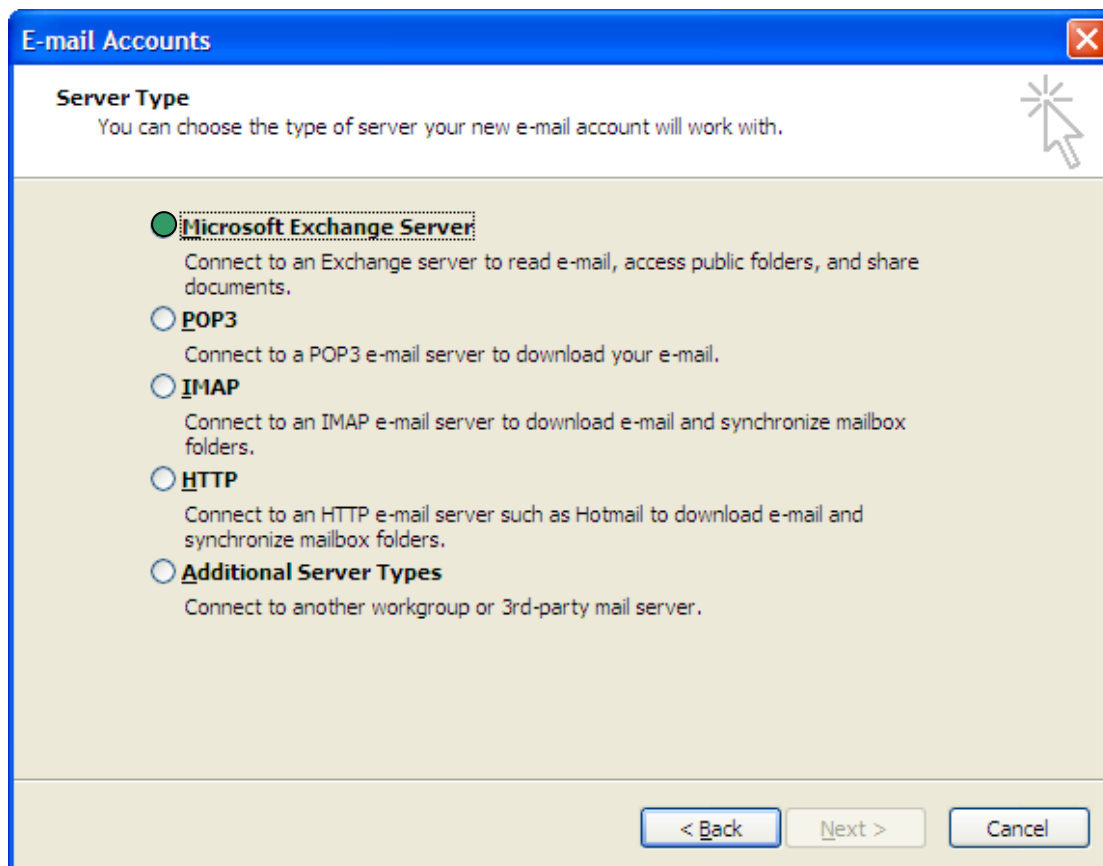 E-mail Accounts
Server Type
You can choose the type of server your new e-mail account will work with.
Microsoft Exchange Server
Connect to an Exchange server to read e-mail, access public folders, and share
documents.
POP3
Connect to a POP3 e-mail server to download your e-mail.
IMAP
Connect to an IMAP e-mail server to download e-mail and synchronize mailbox
folders.
HTTP
Connect to an HTTP e-mail server such as Hotmail to download e-mail and
synchronize mailbox folders.
Additional Server Types
Connect to another workgroup or 3rd-party mail server.
< Back Next > Cancel